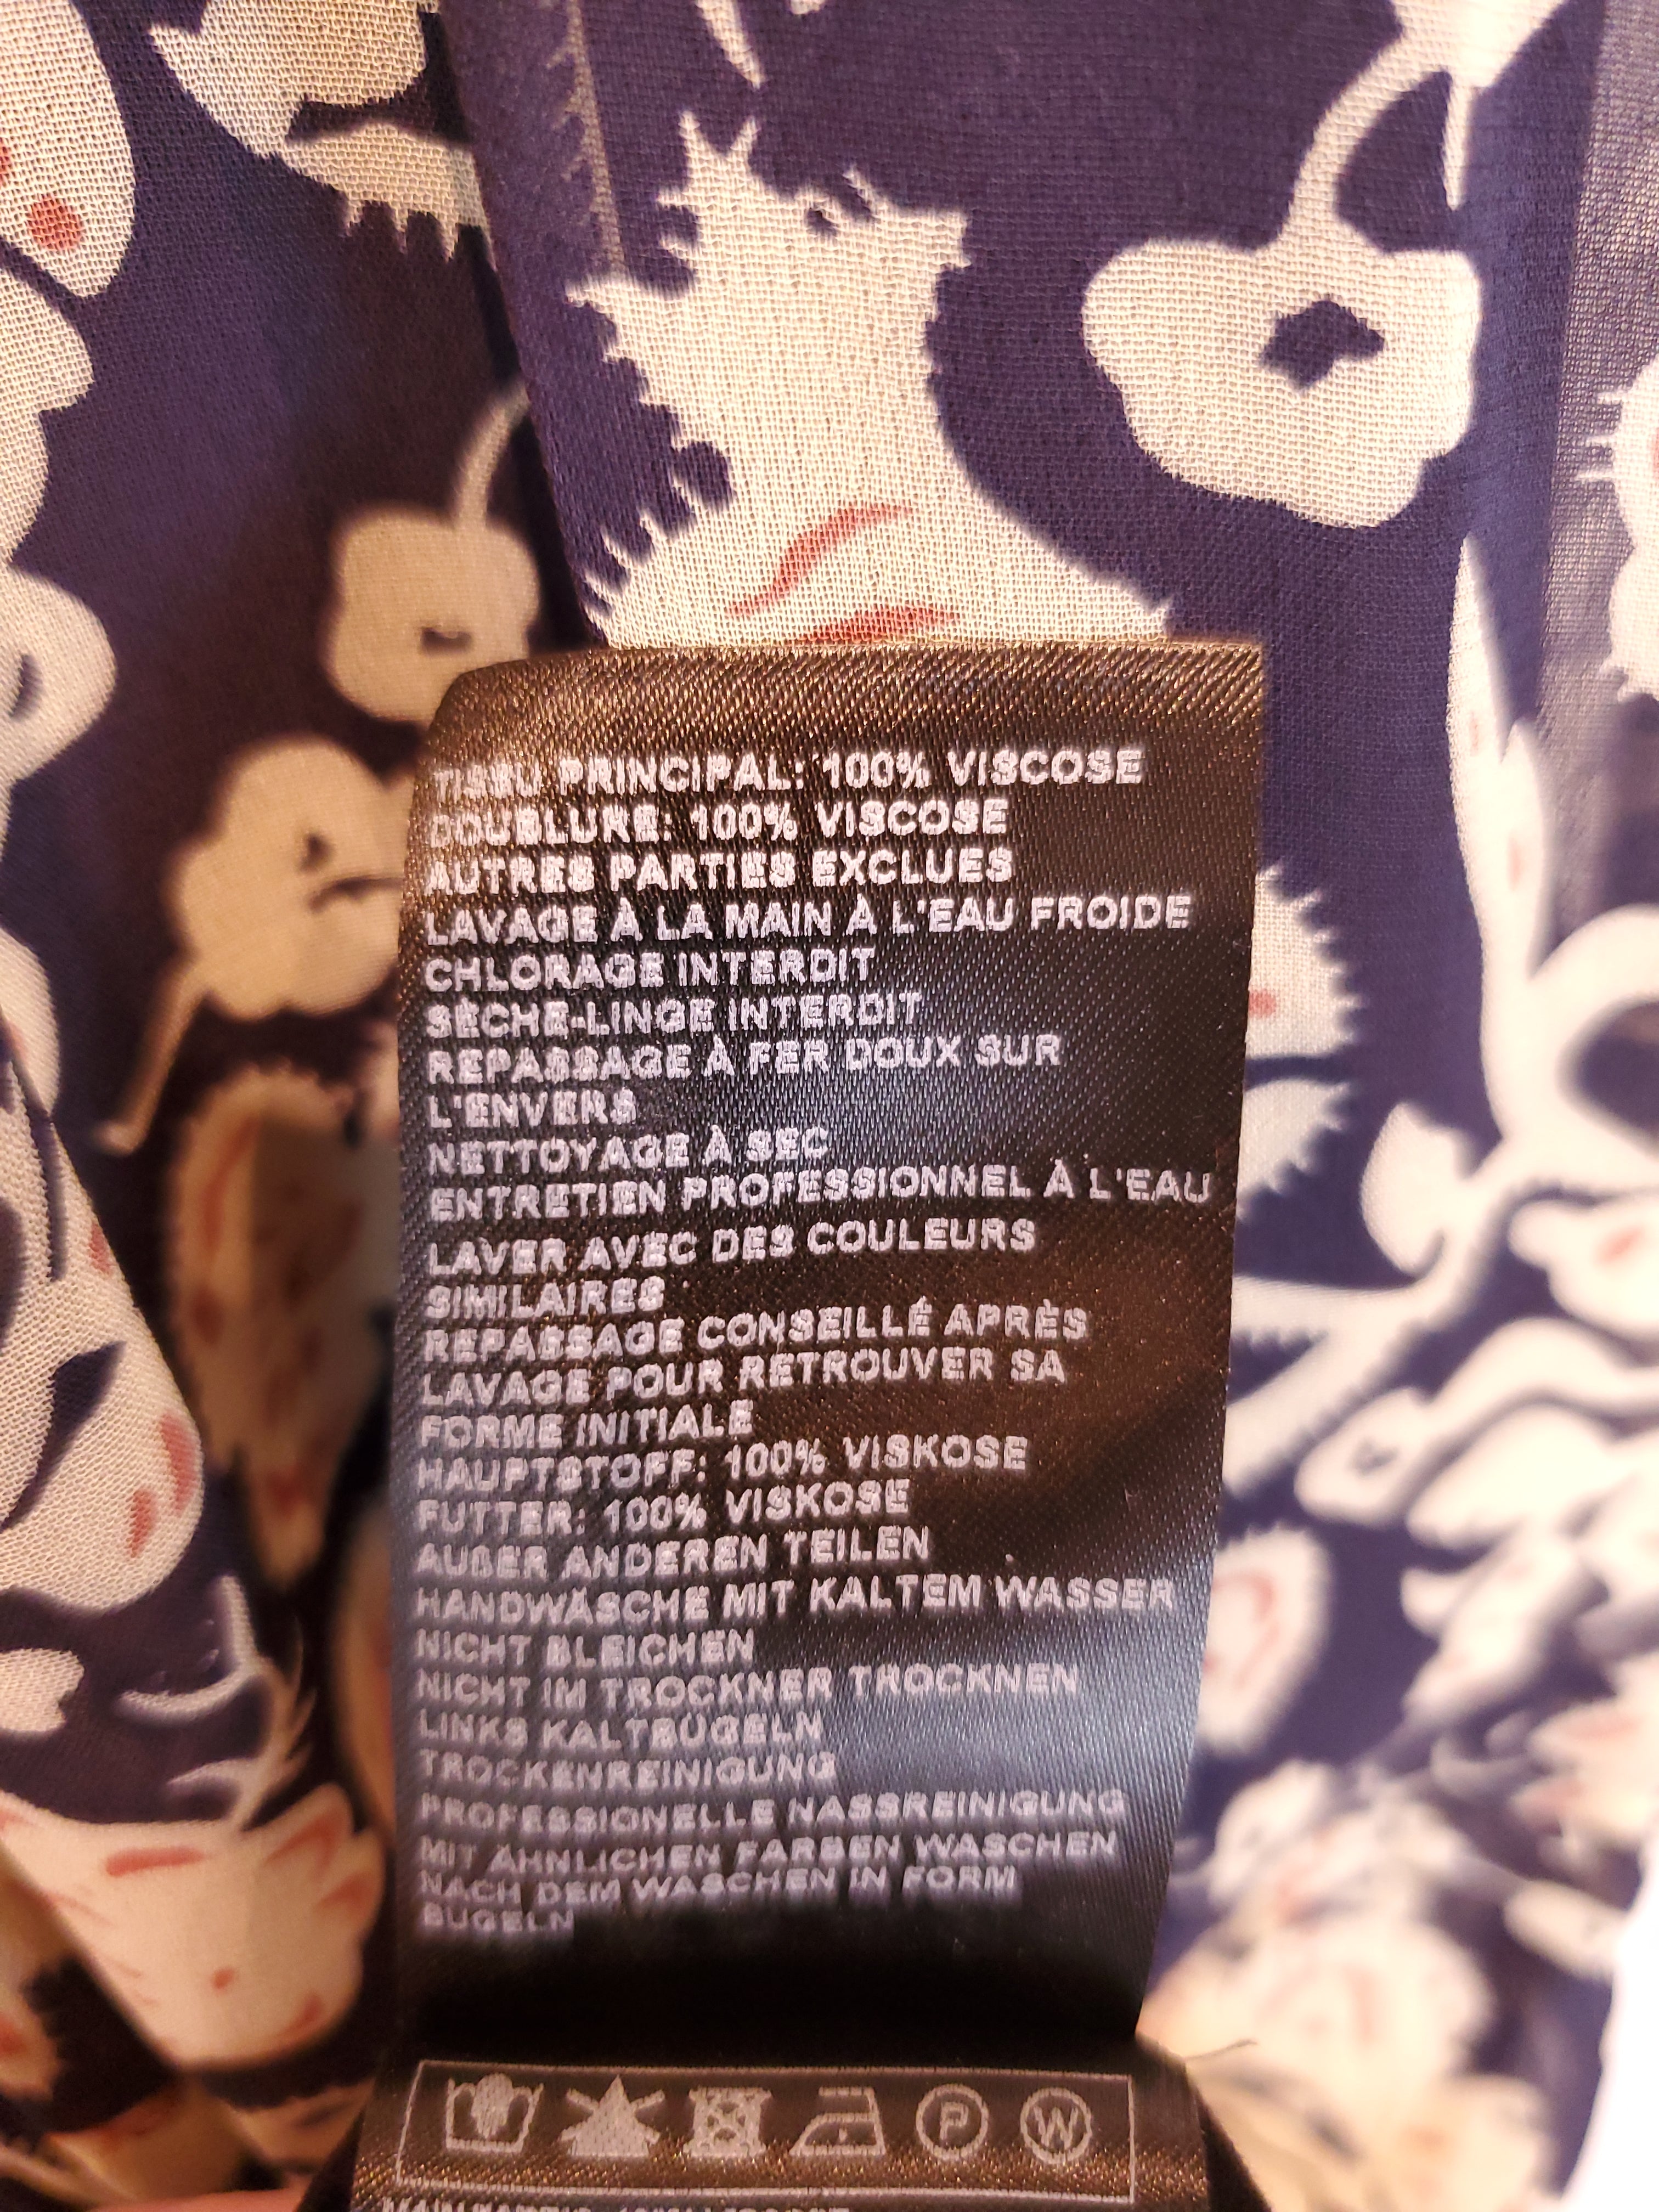 TISSU PRINCIPAL: 100% VISCOSE
DOUBLURE: 100% VISCOSE
AUTRES PARTIES EXCLUES
LAVAGE À LA MAIN À L'EAU FROIDE
CHLORAGE INTERDIT
SÈCHE-LINGE INTERDIT
REPASSAGE À FER DOUX SUR
L'ENVERS
NETTOYAGE À SEC
ENTRETIEN PROFESSIONNEL À L'EAU
LAVER AVEC DES COULEURS
SIMILAIRES
REPASSAGE CONSEILLÉ APRÈS
LAVAGE POUR RETROUVER SA
FORME INITIALE
HAUPTSTOFF: 100% VISKOSE
FUTTER: 100% VISKOSE
AUßER ANDEREN TEILEN
HANDWÄSCHE MIT KALTEM WASSER
NICHT BLEICHEN
NICHT IM TROCKNER TROCKNEN
LINKS KALTBÜGELN
TROCKENREINIGUNG
PROFESSIONELLE NASSREINIGUNG
MIT ÄHNLICHEN FARBEN WASCHEN
NACH DEM WASCHEN IN FORM
BÜGELN
P W